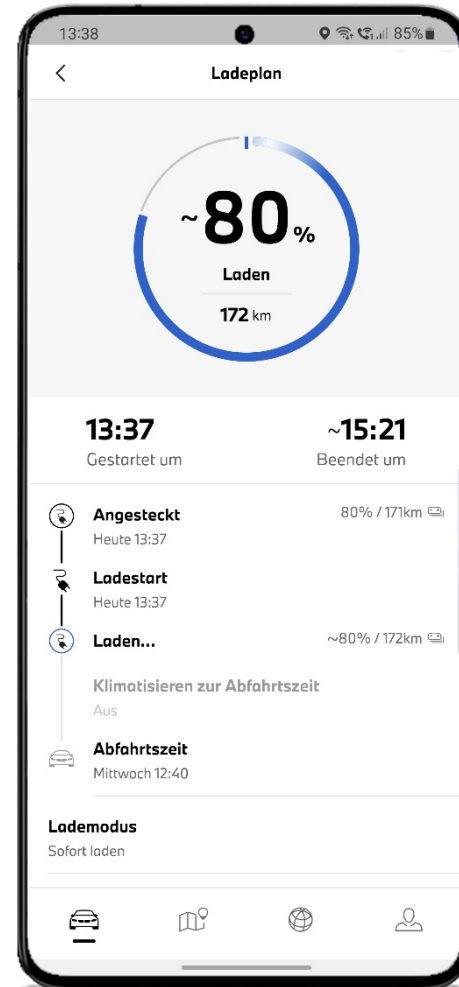 13:38
85%
Ladeplan
~80%
Laden
172 km
13:37
~15:21
Gestartet um
Beendet um
Angesteckt
80% / 171km
Heute 13:37
Ladestart
Heute 13:37
Laden...
~80% / 172km
Klimatisieren zur Abfahrtszeit
Aus
Abfahrtszeit
Mittwoch 12:40
Lademodus
Sofort laden